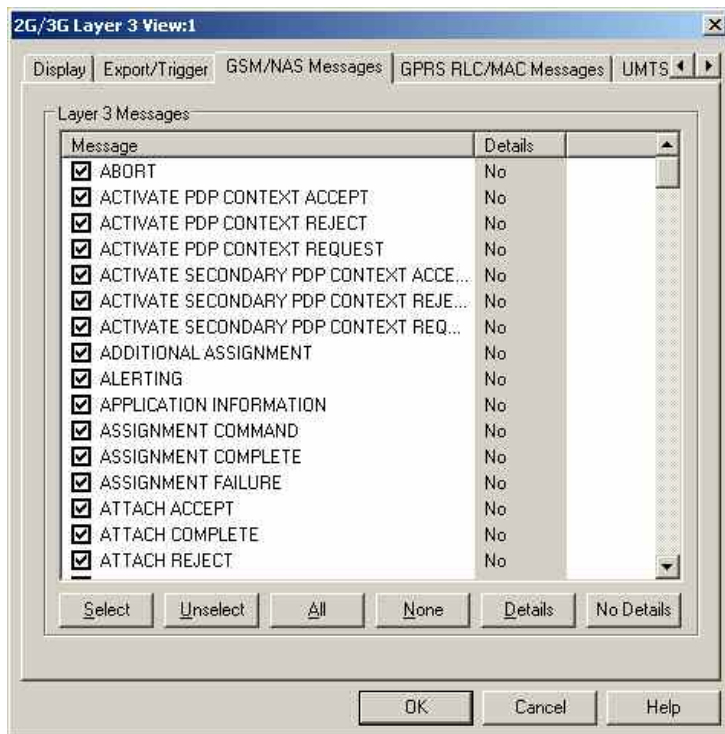 2G/3G Layer 3 View:1
Display Export/Trigger GSM/NAS Messages GPRS RLC/MAC Messages UMTS
Layer 3 Messages
Message Details
ABORT No
ACTIVATE PDP CONTEXT ACCEPT No
ACTIVATE PDP CONTEXT REJECT No
ACTIVATE PDP CONTEXT REQUEST No
ACTIVATE SECONDARY PDP CONTEXT ACCE... No
ACTIVATE SECONDARY PDP CONTEXT REJE... No
ACTIVATE SECONDARY PDP CONTEXT REQ... No
ADDITIONAL ASSIGNMENT No
ALERTING No
APPLICATION INFORMATION No
ASSIGNMENT COMMAND No
ASSIGNMENT COMPLETE No
ASSIGNMENT FAILURE No
ATTACH ACCEPT No
ATTACH COMPLETE No
ATTACH REJECT No
Select Unselect All None Details No Details
OK Cancel Help